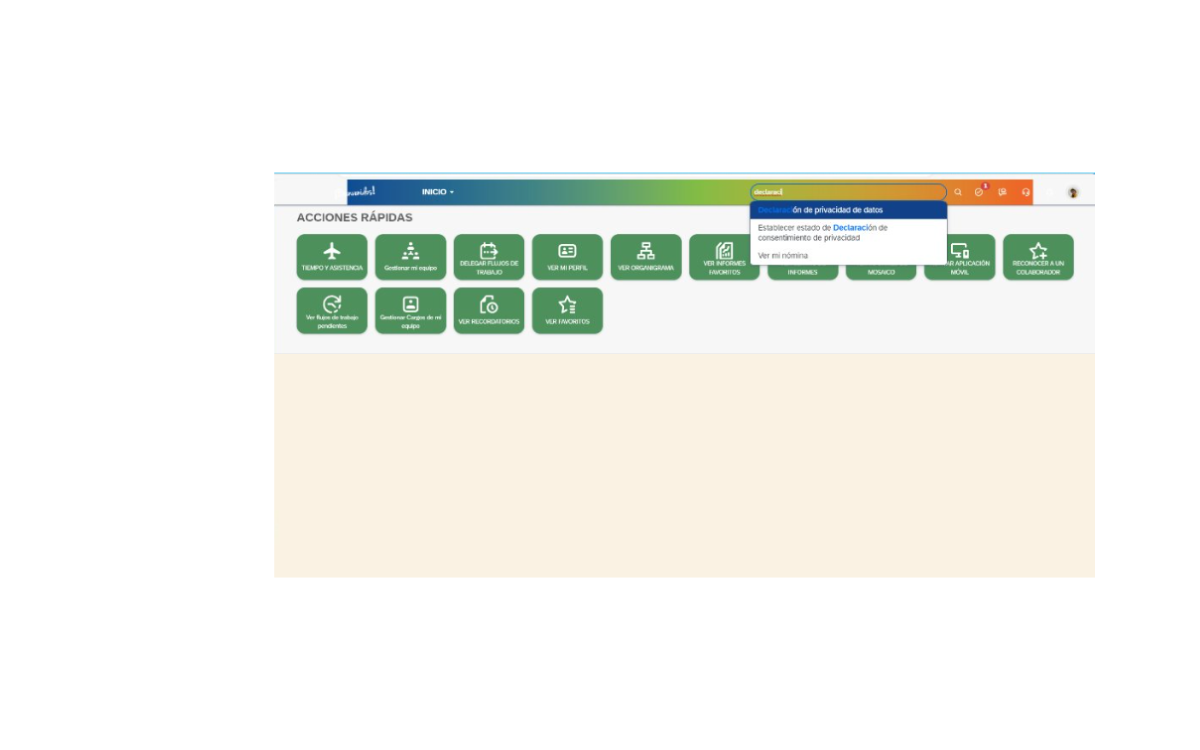 INICIO
declaraci
3
Declaración de privacidad de datos
Establecer estado de Declaración de
consentimiento de privacidad
Ver mi nómina
ACCIONES RÁPIDAS
TIEMPO Y ASISTENCIA
Gestionar mi equipo
DELEGAR FLUJOS DE
TRABAJO
VER MI PERFIL
VER ORGANIGRAMA
VER INFORMES
FAVORITOS
INFORMES
MOSAICO
APLICACIÓN
MÓVIL
RECONOCER A UN
COLABORADOR
Ver flujos de trabajo
pendientes
Gestionar Cargos de mi
equipo
VER RECORDATORIOS
VER FAVORITOS